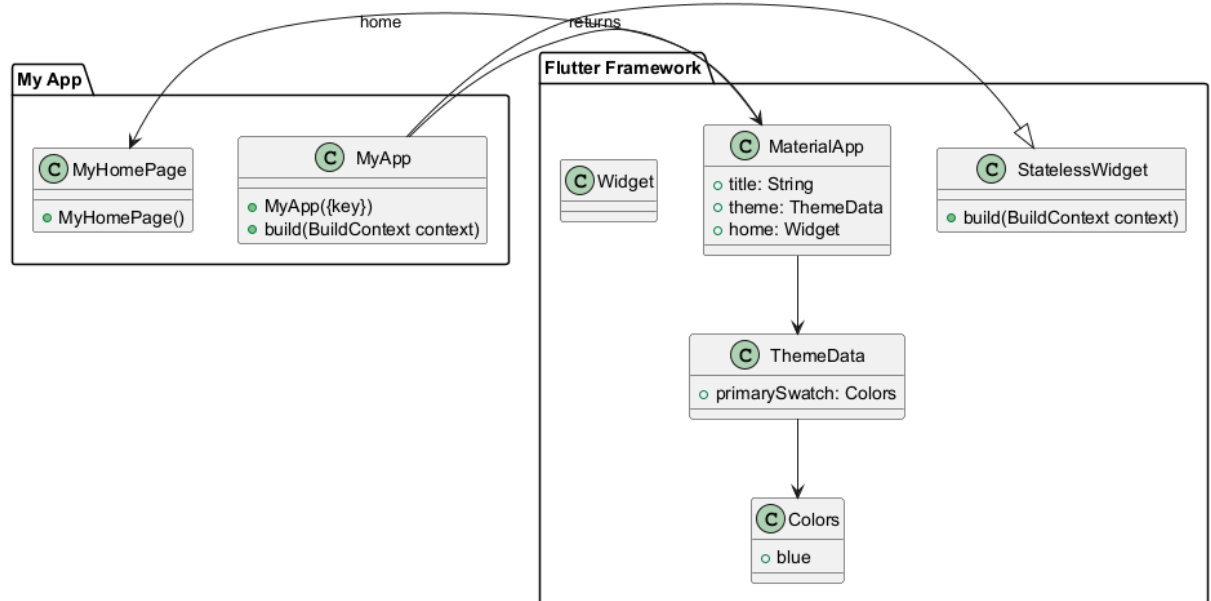 home
returns
My App
Flutter Framework
C MyHomePage
MyHomePage()
C MyApp
MyApp({key})
build(BuildContext context)
C Widget
C MaterialApp
title: String
theme: ThemeData
home: Widget
C StatelessWidget
build(BuildContext context)
C ThemeData
primarySwatch: Colors
C Colors
blue